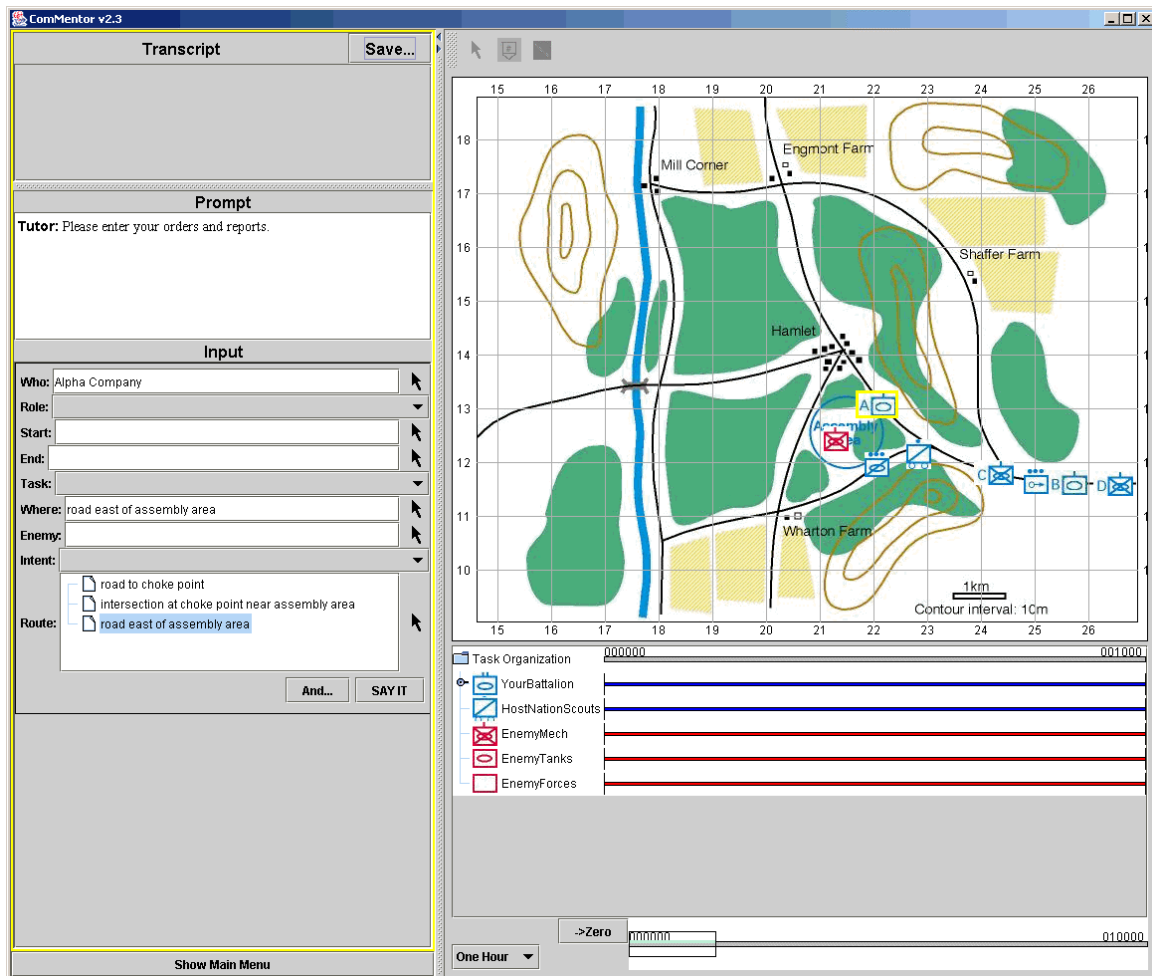 ComMentor v2.3
Transcript
Save...
Prompt
Tutor: Please enter your orders and reports.
Input
Who: Alpha Company
Role:
Start:
End:
Task:
Where: road east of assembly area
Enemy:
Intent:
Route:
road to choke point
intersection at choke point near assembly area
road east of assembly area
And...
SAY IT
Show Main Menu
15 16 17 18 19 20 21 22 23 24 25 26
18
17
16
15
14
13
12
11
10
Mill Corner
Engmont Farm
Shaffer Farm
Hamlet
A
Assembly
C
B
D
Wharton Farm
1km
Contour interval: 10m
15 16 17 18 19 20 21 22 23 24 25 26
Task Organization
000000
001000
YourBattalion
HostNationScouts
EnemyMech
EnemyTanks
EnemyForces
->Zero
One Hour
000000
010000